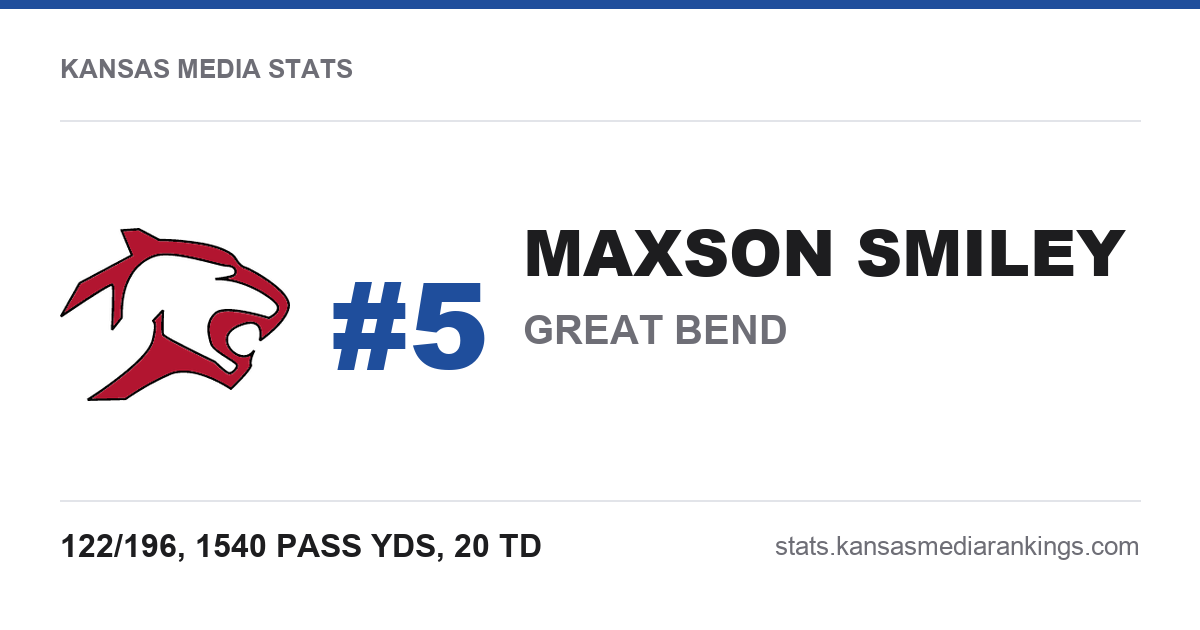 KANSAS MEDIA STATS
#5
MAXSON SMILEY
GREAT BEND
122/196, 1540 PASS YDS, 20 TD
stats.kansasmediarankings.com